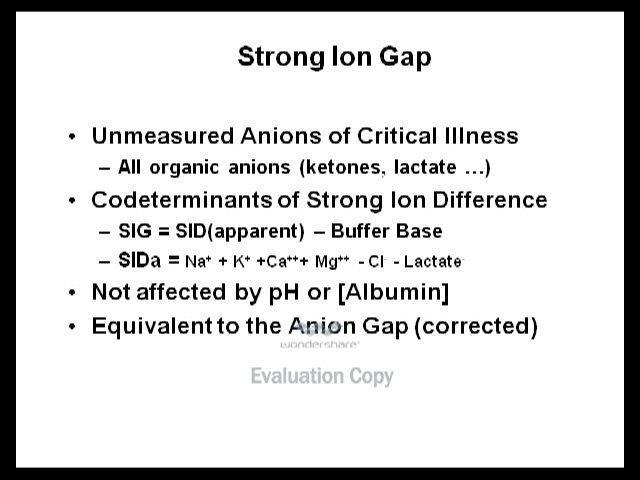 Strong Ion Gap
• Unmeasured Anions of Critical Illness
– All organic anions (ketones, lactate ...)
• Codeterminants of Strong Ion Difference
– SIG = SID(apparent) – Buffer Base
– SIDa = Na⁺ + K⁺ +Ca⁺⁺+ Mg⁺⁺ - Cl⁻ - Lactate⁻
• Not affected by pH or [Albumin]
• Equivalent to the Anion Gap (corrected)
wondershare
Evaluation Copy